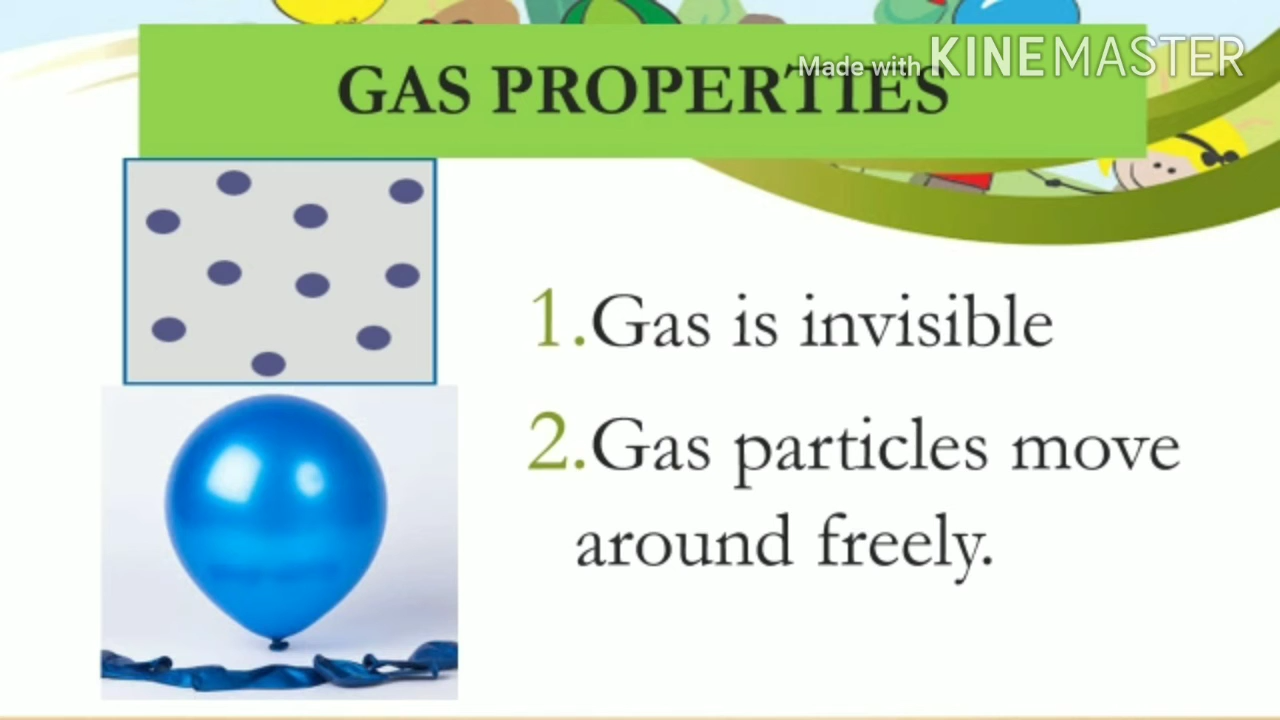 GAS PROPERTIES
Made with KINEMASTER
1.Gas is invisible
2.Gas particles move
around freely.